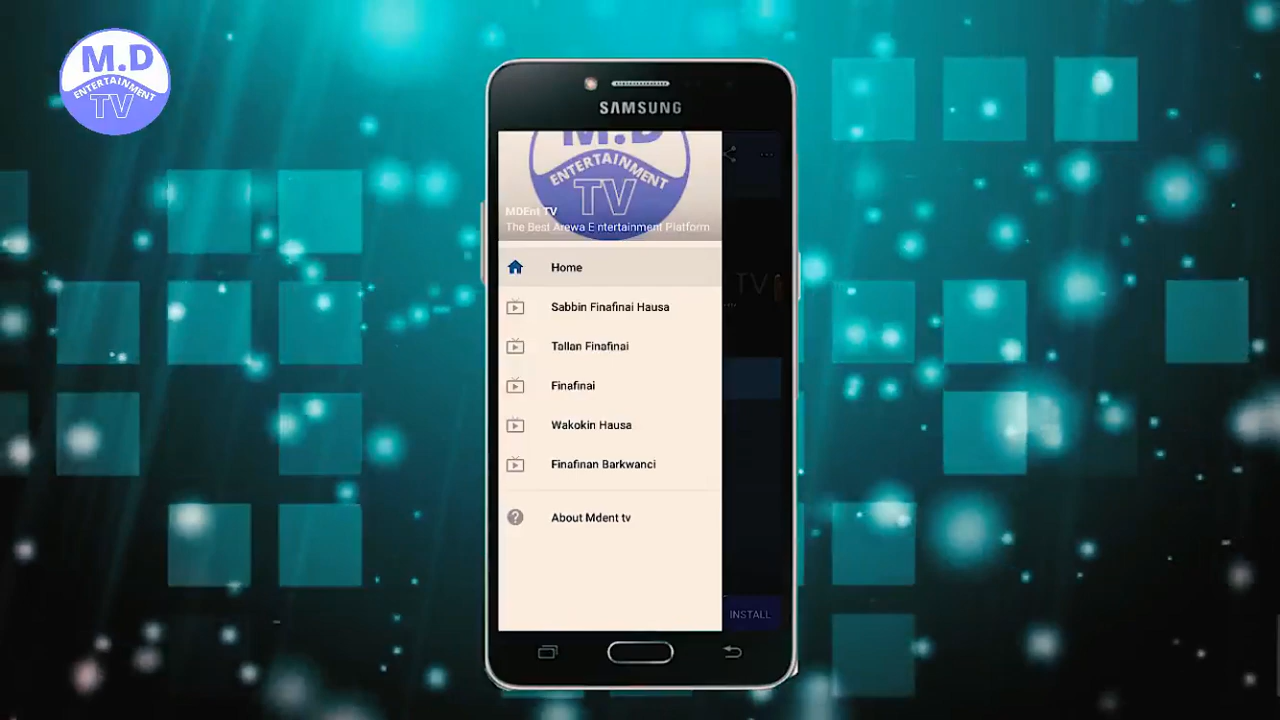 M.D
ENTERTAINMENT
TV
SAMSUNG
M.D
ENTERTAINMENT
TV
MDEnt TV
The Best Arewa Entertainment Platform
Home
Sabbin Finafinai Hausa
Tallan Finafinai
Finafinai
Wakokin Hausa
Finafinan Barkwanci
About Mdent tv
TV
INSTALL